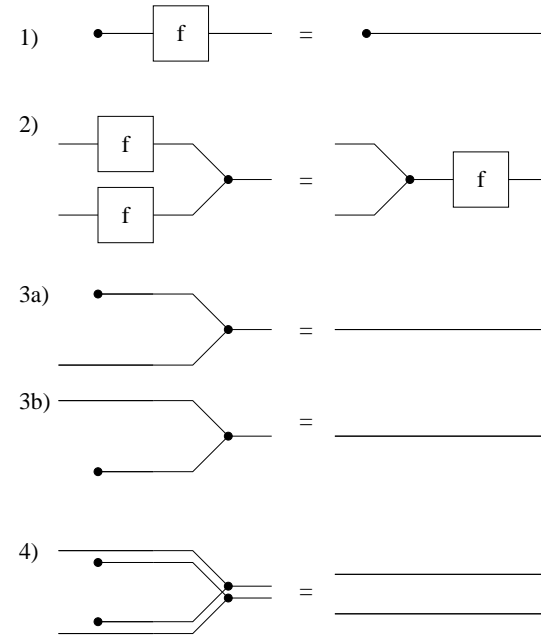 1) f =
2) f f = f
3a) =
3b) =
4) =